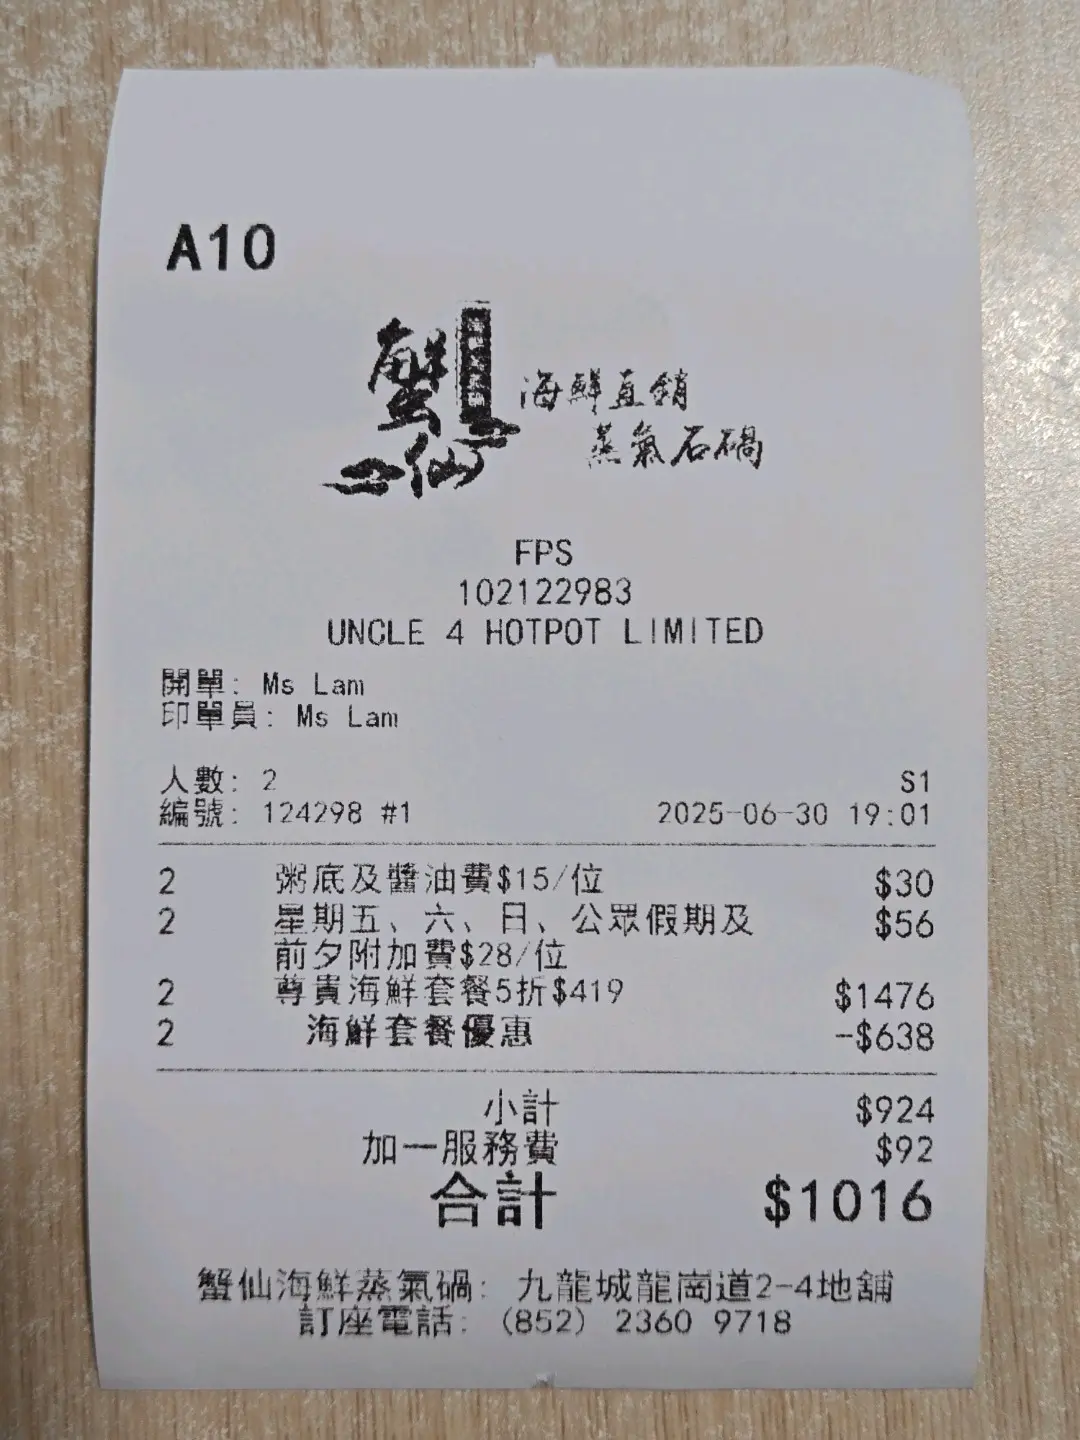 A10
蟹仙
海鮮直銷
蒸氣石鍋
FPS
102122983
UNCLE 4 HOTPOT LIMITED
開單: Ms Lam
印單員: Ms Lam
人數: 2 S1
編號: 124298 #1 2025-06-30 19:01
2 粥底及醬油費$15/位 $30
2 星期五、六、日、公眾假期及 $56
前夕附加費$28/位
2 尊貴海鮮套餐5折$419 $1476
2 海鮮套餐優惠 -$638
小計 $924
加一服務費 $92
合計 $1016
蟹仙海鮮蒸氣鍋: 九龍城龍崗道2-4地舖
訂座電話: (852) 2360 9718